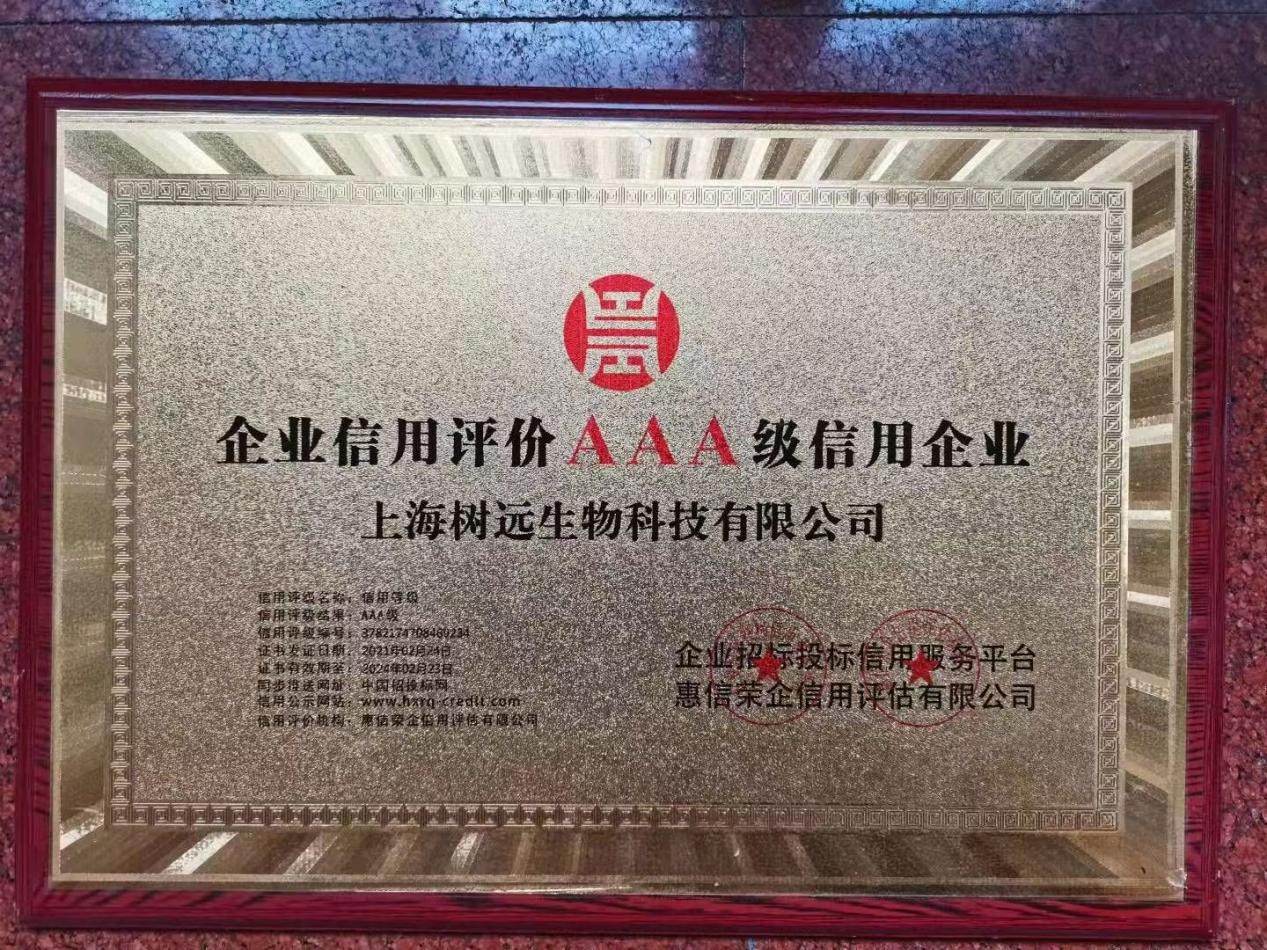 企业信用评价AAA级信用企业
上海树远生物科技有限公司
信用评级名称：信用等级
信用评级结果：AAA级
信用评级编号：3782174708469234
证书发证日期：2021年02月24日
证书有效期至：2024年02月23日
同步推送网址：中国招投标网
信用公示网站：www.hxrq-credit.com
信用评价机构：惠信荣企信用评估有限公司
企业招标投标信用服务平台
惠信荣企信用评估有限公司